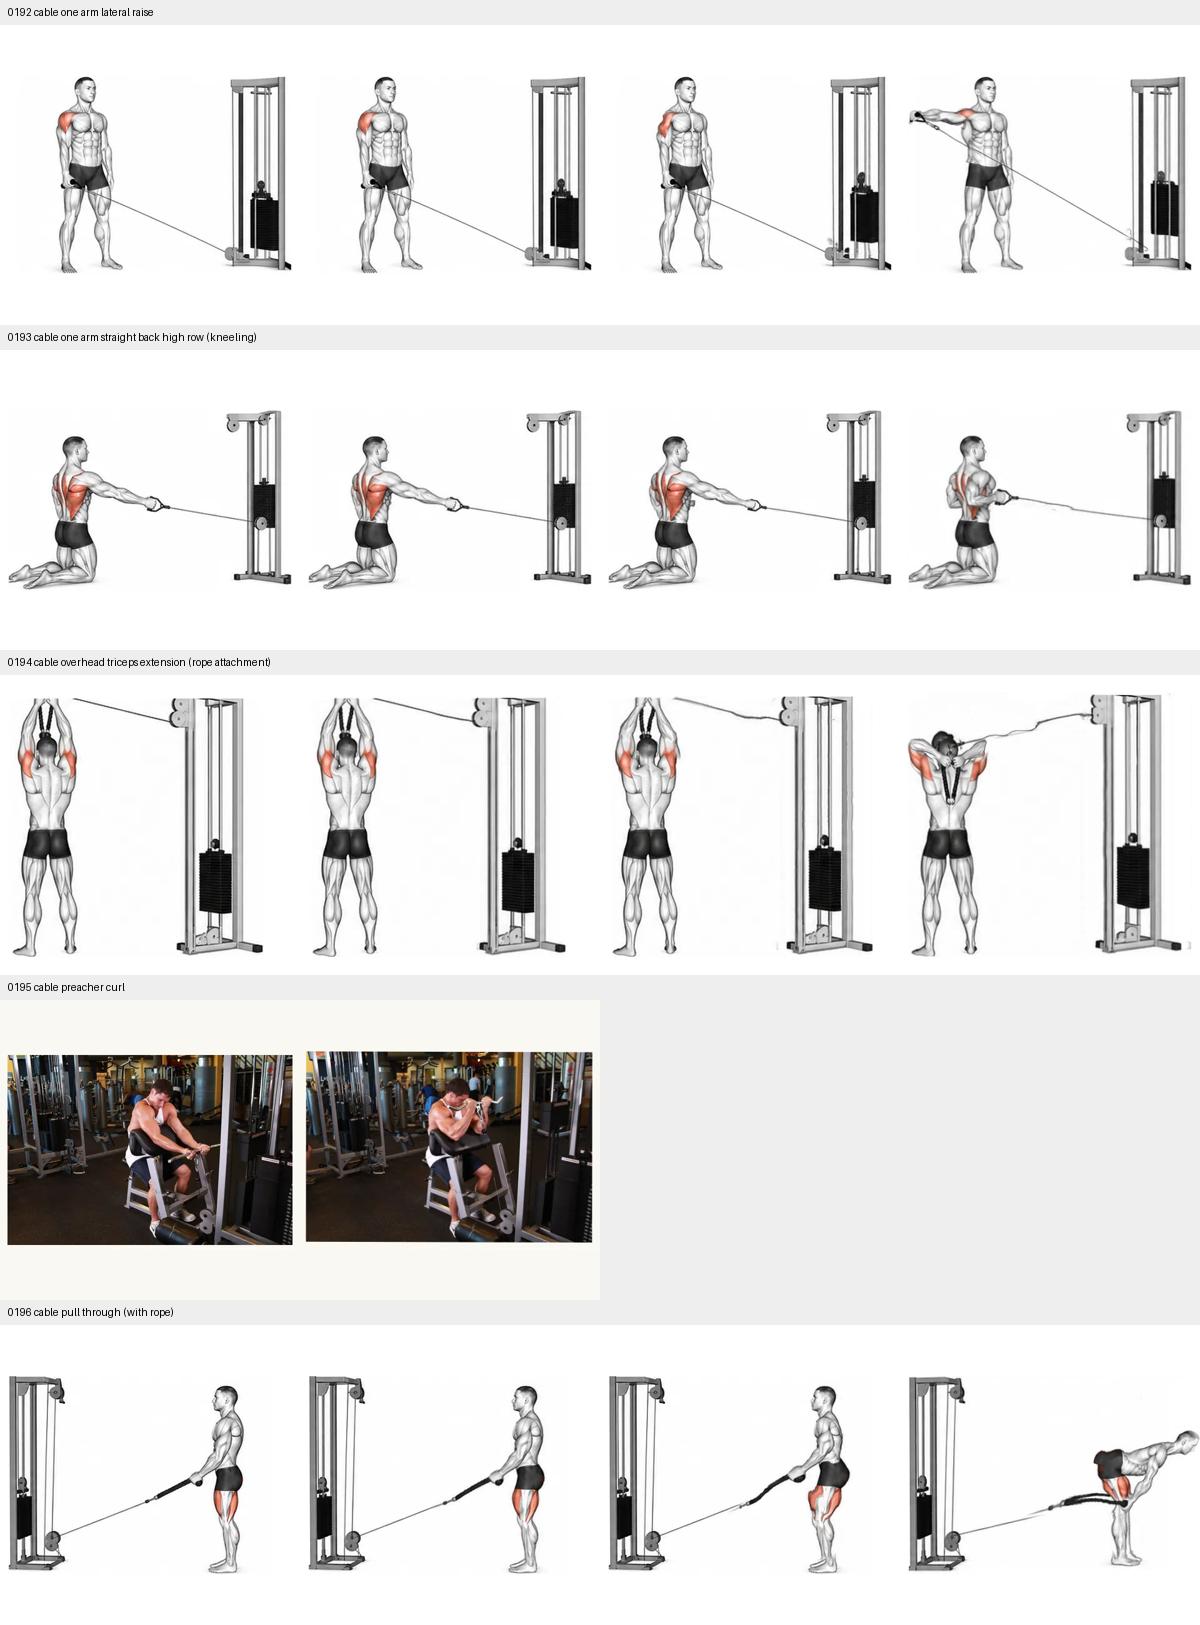 0192 cable one arm lateral raise
0193 cable one arm straight back high row (kneeling)
0194 cable overhead triceps extension (rope attachment)
0195 cable preacher curl
0196 cable pull through (with rope)